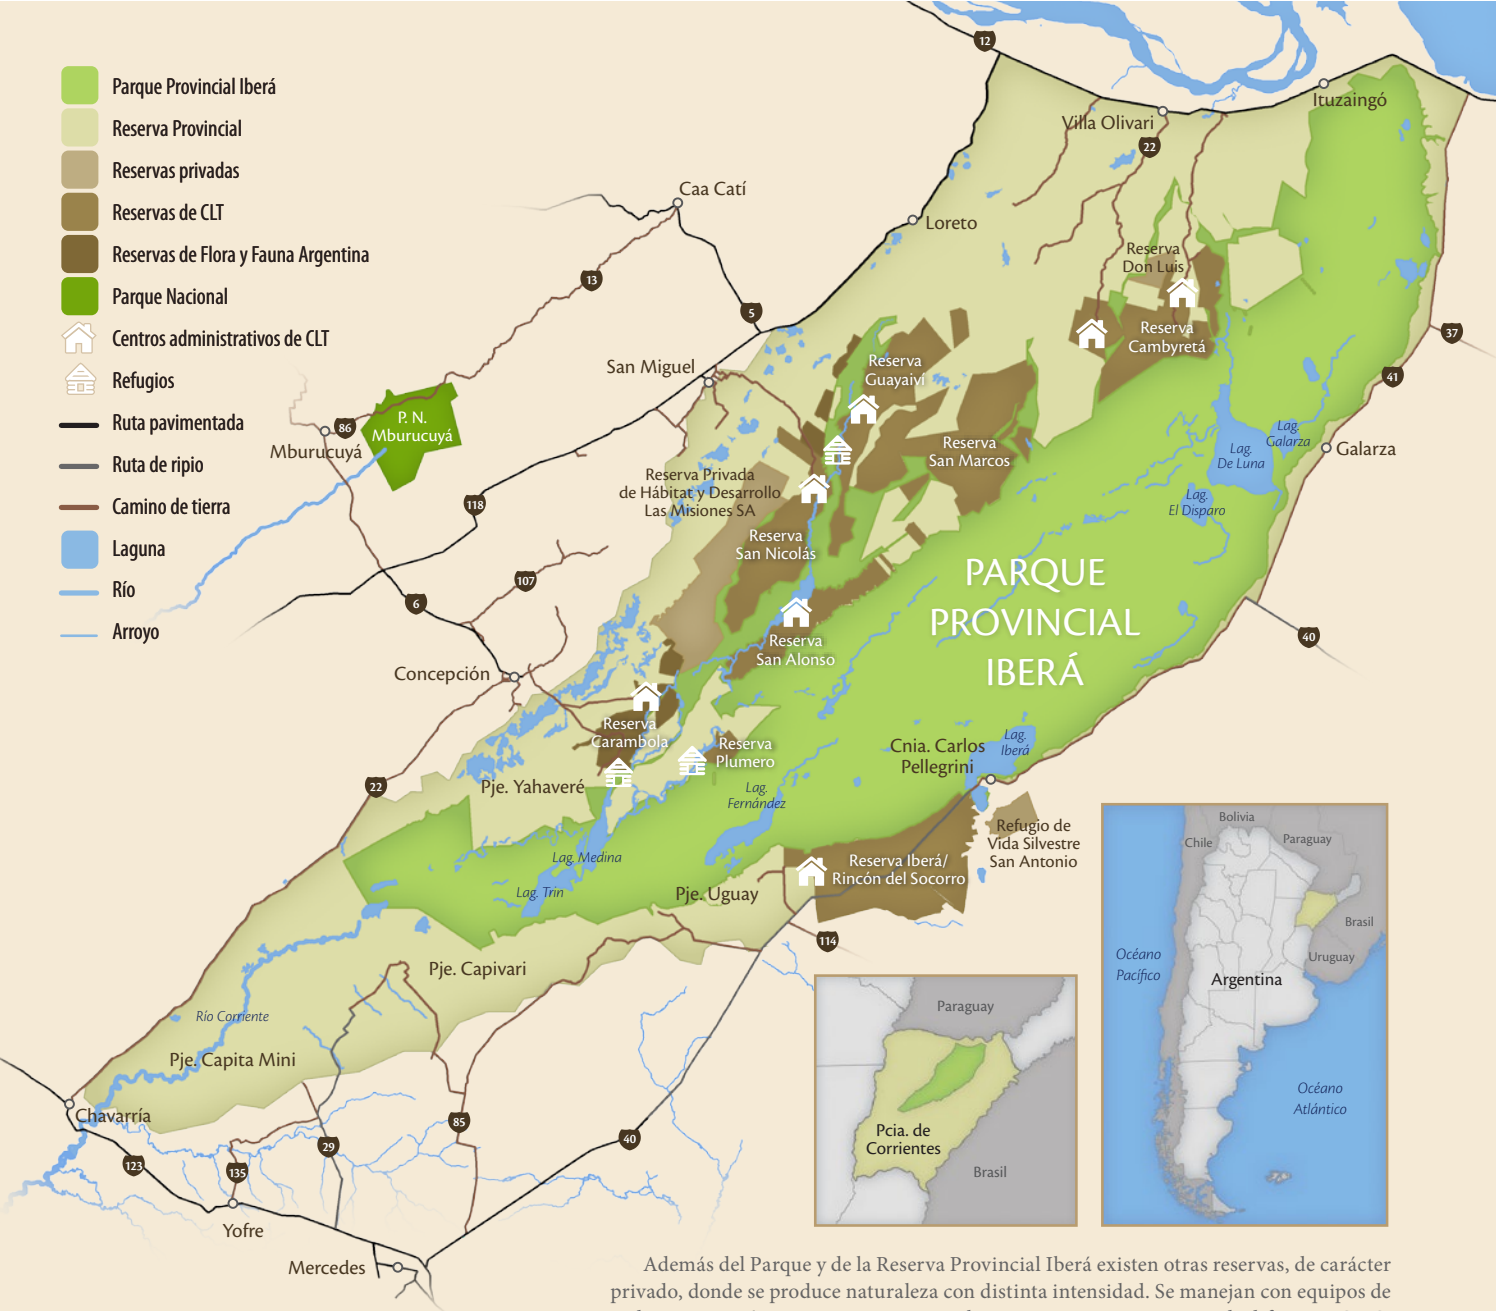 Parque Provincial Iberá
Reserva Provincial
Reservas privadas
Reservas de CLT
Reservas de Flora y Fauna Argentina
Parque Nacional
Centros administrativos de CLT
Refugios
Ruta pavimentada
Ruta de ripio
Camino de tierra
Laguna
Río
Arroyo
12
Ituzaingó
Villa Olivari
22
Caa Catí
Loreto
13
5
Reserva
Don Luis
Reserva
Cambyretá
37
41
San Miguel
Reserva
Guayaiví
P. N.
Mburucuyá
86
Mburucuyá
Reserva
San Marcos
Lag.
Galarza
Lag.
De Luna
Galarza
Reserva Privada
de Hábitat y Desarrollo
Las Misiones SA
Lag.
El Disparo
118
Reserva
San Nicolás
107
6
PARQUE
PROVINCIAL
IBERÁ
40
Reserva
San Alonso
Concepción
Reserva
Carambola
Reserva
Plumero
Cnia. Carlos
Pellegrini
Lag.
Iberá
22
Pje. Yahaveré
Lag.
Fernández
Refugio de
Vida Silvestre
San Antonio
Lag. Medina
Reserva Iberá/
Rincón del Socorro
Lag. Trin
Pje. Uguay
114
Pje. Capivari
Río Corriente
Pje. Capita Mini
Chavarría
85
40
29
123
135
Yofre
Mercedes
Paraguay
Pcia. de
Corrientes
Brasil
Bolivia
Chile
Paraguay
Brasil
Uruguay
Océano
Pacífico
Argentina
Océano
Atlántico
Además del Parque y de la Reserva Provincial Iberá existen otras reservas, de carácter
privado, donde se produce naturaleza con distinta intensidad. Se manejan con equipos de